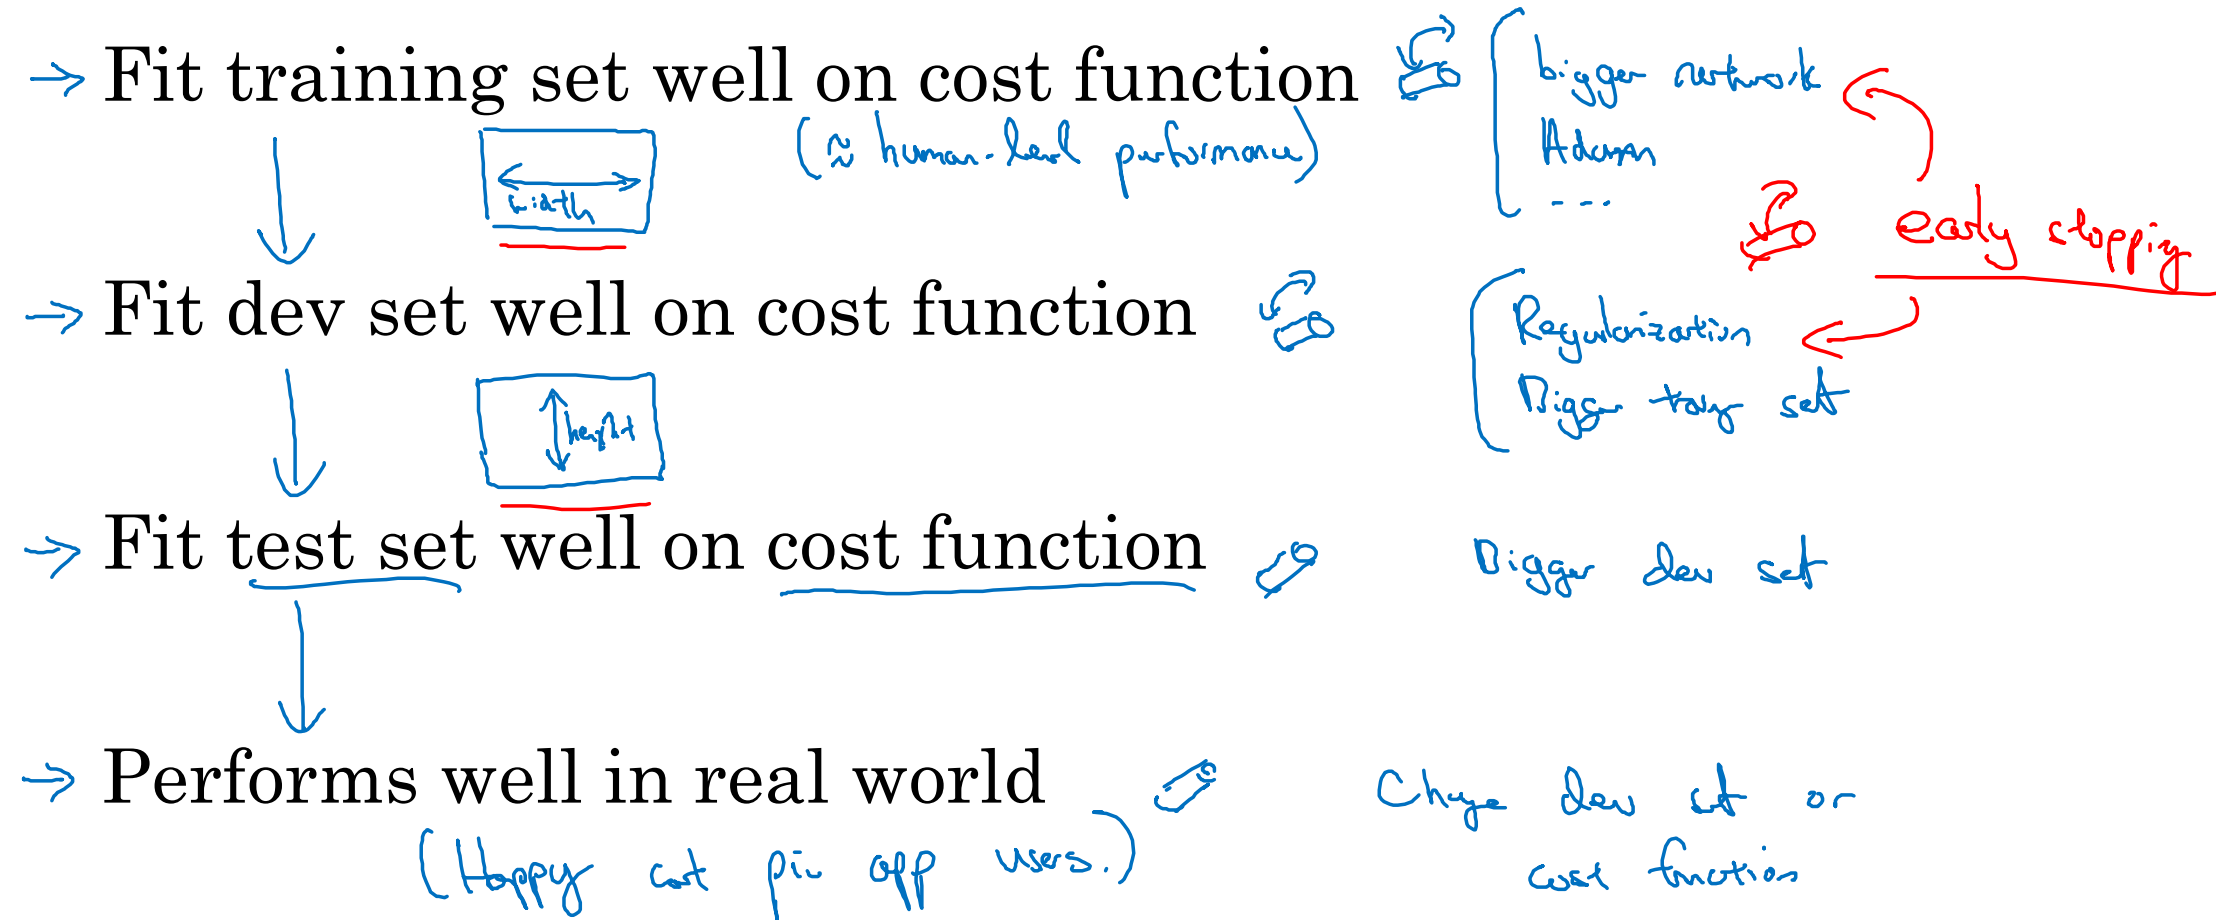 → Fit training set well on cost function
bigger network
Adam
...
(≈ human-level performance)
width
early stopping
→ Fit dev set well on cost function
Regularization
Bigger set
height
→ Fit test set well on cost function
Bigger dev set
→ Performs well in real world
Change dev set or
cost function
(Happy cat pic app users.)